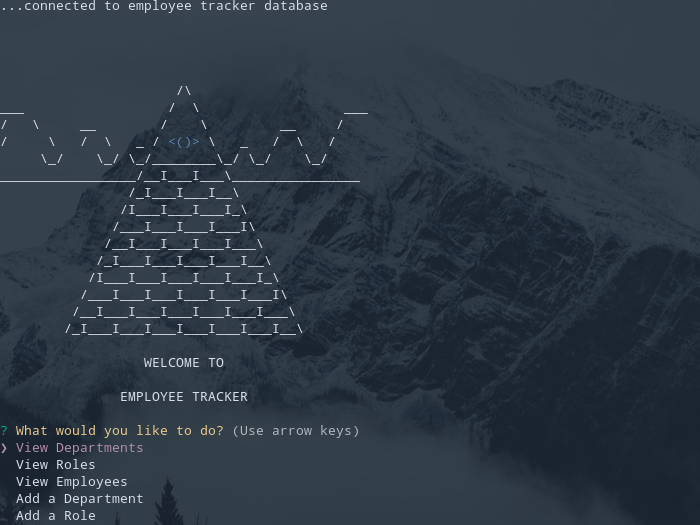 ...connected to employee tracker database
WELCOME TO
EMPLOYEE TRACKER
? What would you like to do? (Use arrow keys)
❯ View Departments
View Roles
View Employees
Add a Department
Add a Role